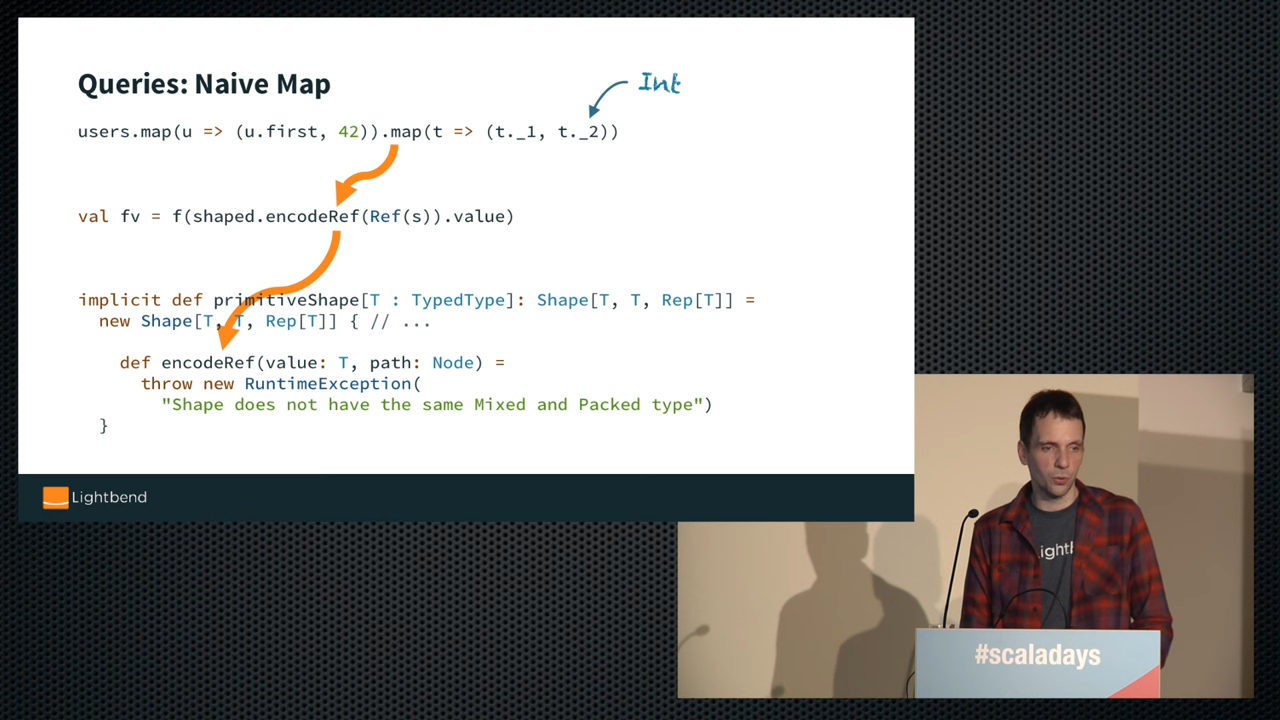 Queries: Naive Map
Int
users.map(u => (u.first, 42)).map(t => (t._1, t._2))
val fv = f(shaped.encodeRef(Ref(s)).value)
implicit def primitiveShape[T : TypedType]: Shape[T, T, Rep[T]] =
new Shape[T, T, Rep[T]] { // ...
def encodeRef(value: T, path: Node) =
throw new RuntimeException(
"Shape does not have the same Mixed and Packed type")
}
Lightbend
#scaladays